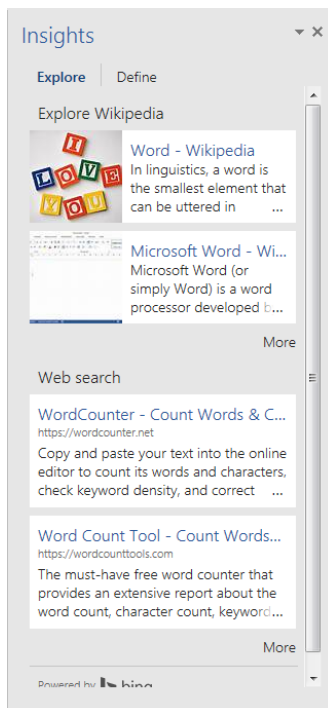 Insights
Explore
Define
Explore Wikipedia
I
LOVE
YOU
Word - Wikipedia
In linguistics, a word is
the smallest element that
can be uttered in ...
Microsoft Word - Wi...
Microsoft Word (or
simply Word) is a word
processor developed b...
More
Web search
WordCounter - Count Words & C...
https://wordcounter.net
Copy and paste your text into the online
editor to count its words and characters,
check keyword density, and correct ...
Word Count Tool - Count Words...
https://wordcounttools.com
The must-have free word counter that
provides an extensive report about the
word count, character count, keyword...
More
Powered by bing